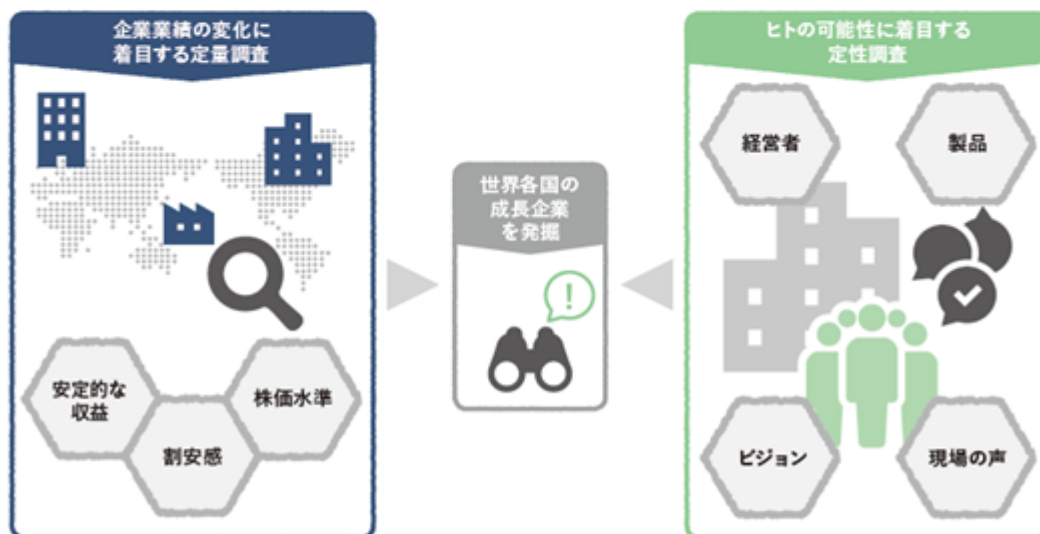 企業業績の変化に
着目する定量調査
安定的な
収益
割安感
株価水準
世界各国の
成長企業
を発掘
!
ヒトの可能性に着目する
定性調査
経営者
製品
ビジョン
現場の声